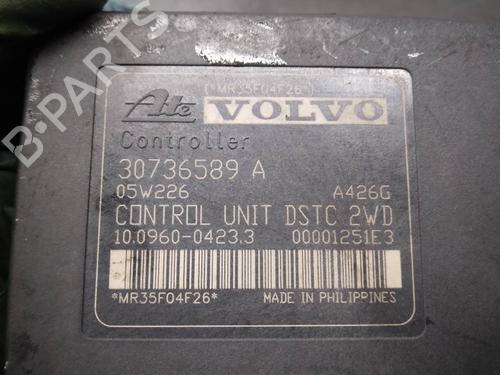 (*MR35F04F26*)
Ate VOLVO
Controller
30736589 A
05W226 A426G
CONTROL UNIT DSTC 2WD
10.0960-0423.3 00001251E3
*MR35F04F26* MADE IN PHILIPPINES
B-PARTS